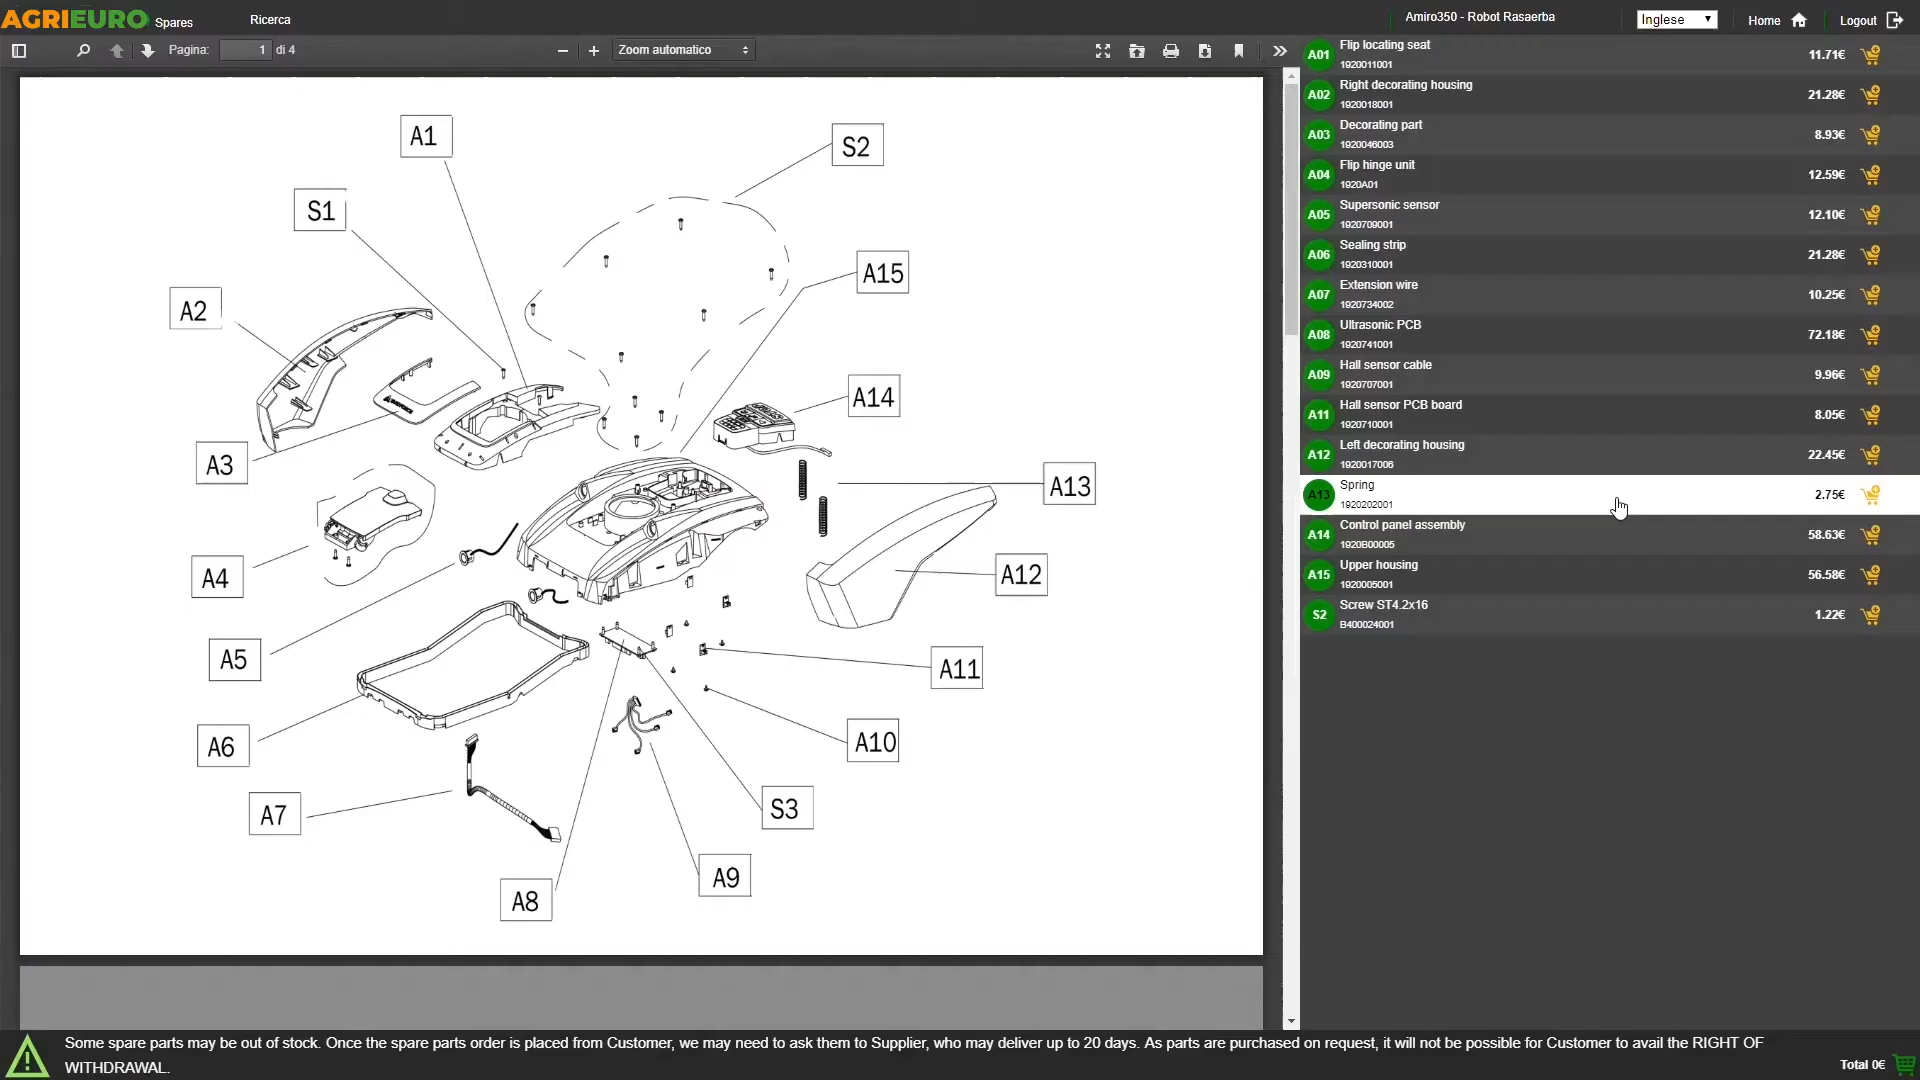 AGRIEURO Spares
Ricerca
Amiro350 - Robot Rasaerba
Inglese
Home
Logout
Pagina: 1 di 4
Zoom automatico
A1
S2
S1
A15
A2
A14
A3
A13
A4
A12
A5
A11
A6
A10
A7
S3
A9
A8
A01 Flip locating seat 11.71€
1920011001
A02 Right decorating housing 21.28€
1920018001
A03 Decorating part 8.93€
1920046003
A04 Flip hinge unit 12.59€
1920A01
A05 Supersonic sensor 12.10€
1920709001
A06 Sealing strip 21.28€
1920310001
A07 Extension wire 10.25€
1920734002
A08 Ultrasonic PCB 72.18€
1920741001
A09 Hall sensor cable 9.96€
1920707001
A11 Hall sensor PCB board 8.05€
1920710001
A12 Left decorating housing 22.45€
1920017006
A13 Spring 2.75€
1920202001
A14 Control panel assembly 58.63€
1920B00005
A15 Upper housing 56.58€
1920005001
S2 Screw ST4.2x16 1.22€
B400024001
Some spare parts may be out of stock. Once the spare parts order is placed from Customer, we may need to ask them to Supplier, who may deliver up to 20 days. As parts are purchased on request, it will not be possible for Customer to avail the RIGHT OF
WITHDRAWAL.
Total 0€